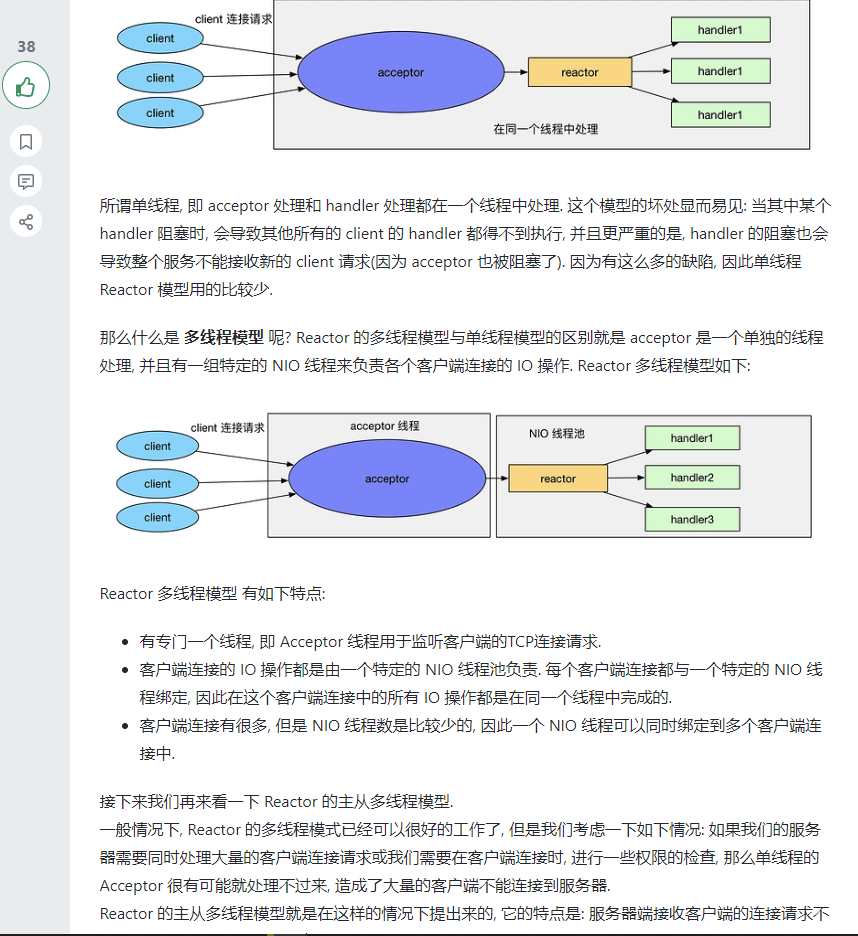 38
client 连接请求
client
client
client
acceptor
reactor
handler1
handler1
handler1
在同一个线程中处理
所谓单线程, 即 acceptor 处理和 handler 处理都在一个线程中处理. 这个模型的坏处显而易见: 当其中某个
handler 阻塞时, 会导致其他所有的 client 的 handler 都得不到执行, 并且更严重的是, handler 的阻塞也会
导致整个服务不能接收新的 client 请求(因为 acceptor 也被阻塞了). 因为有这么多的缺陷, 因此单线程
Reactor 模型用的比较少.
那么什么是 多线程模型 呢? Reactor 的多线程模型与单线程模型的区别就是 acceptor 是一个单独的线程
处理, 并且有一组特定的 NIO 线程来负责各个客户端连接的 IO 操作. Reactor 多线程模型如下:
client 连接请求
client
client
client
acceptor 线程
acceptor
NIO 线程池
reactor
handler1
handler2
handler3
Reactor 多线程模型 有如下特点:
有专门一个线程, 即 Acceptor 线程用于监听客户端的TCP连接请求.
客户端连接的 IO 操作都是由一个特定的 NIO 线程池负责. 每个客户端连接都与一个特定的 NIO 线
程绑定, 因此在这个客户端连接中的所有 IO 操作都是在同一个线程中完成的.
客户端连接有很多, 但是 NIO 线程数是比较少的, 因此一个 NIO 线程可以同时绑定到多个客户端连
接中.
接下来我们再来看一下 Reactor 的主从多线程模型.
一般情况下, Reactor 的多线程模式已经可以很好的工作了, 但是我们考虑一下如下情况: 如果我们的服务
器需要同时处理大量的客户端连接请求或我们需要在客户端连接时, 进行一些权限的检查, 那么单线程的
Acceptor 很有可能就处理不过来, 造成了大量的客户端不能连接到服务器.
Reactor 的主从多线程模型就是在这样的情况下提出来的, 它的特点是: 服务器端接收客户端的连接请求不